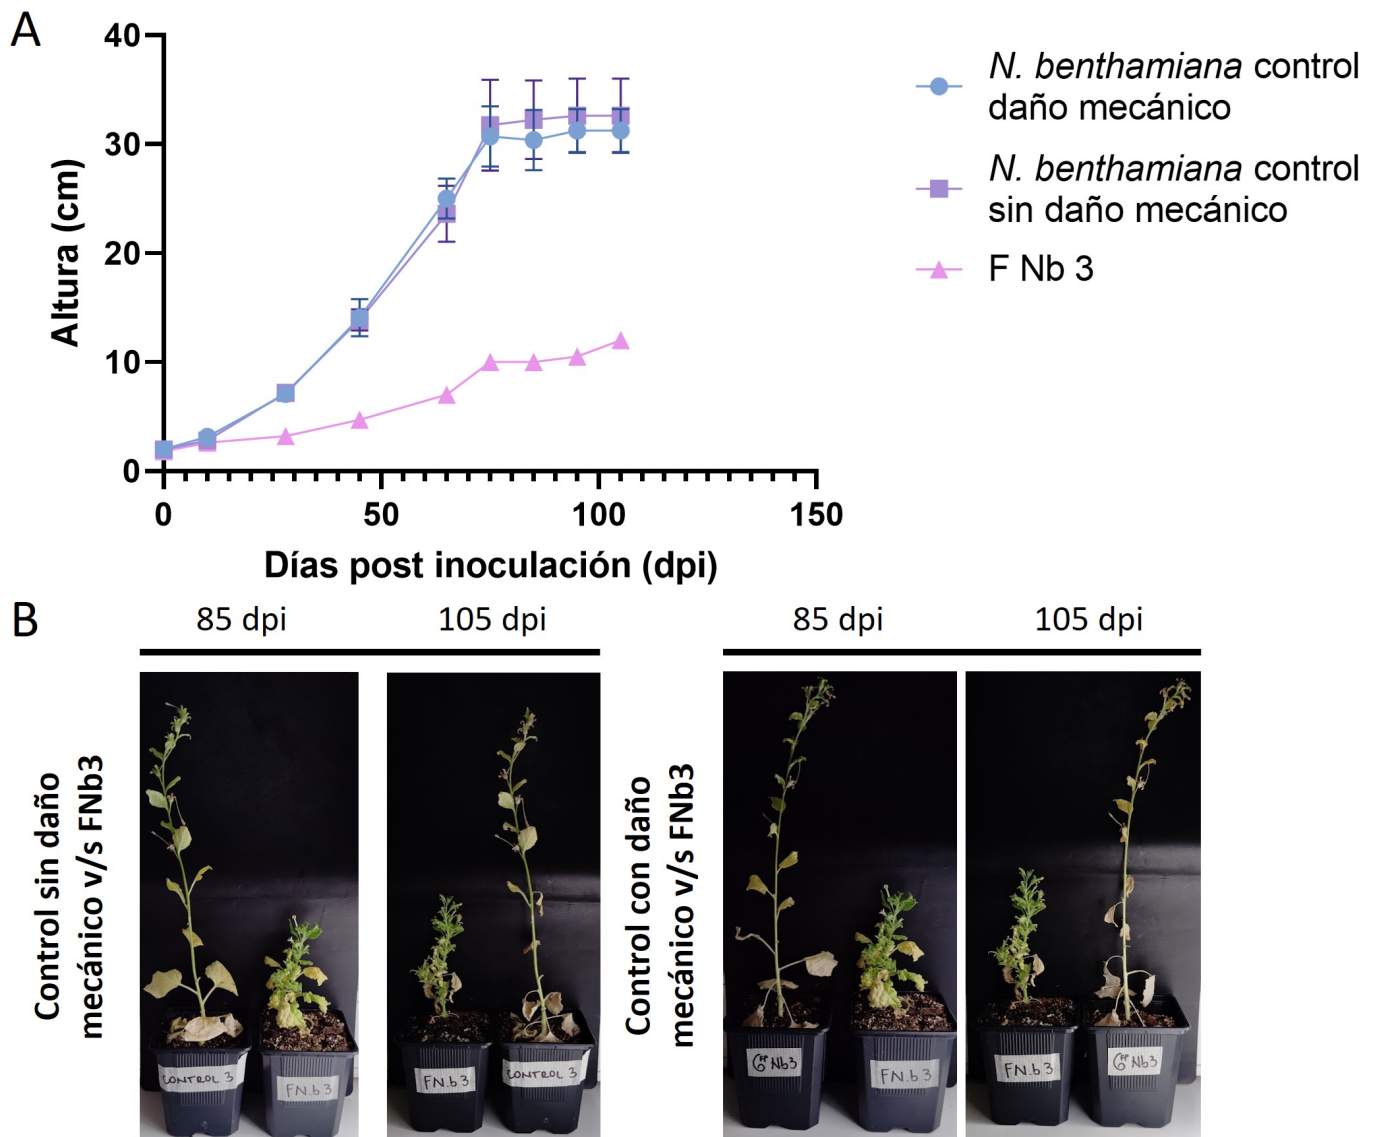 A
40
30
20
10
0
Altura (cm)
0
50
100
150
Días post inoculación (dpi)
N. benthamiana control
daño mecánico
N. benthamiana control
sin daño mecánico
F Nb 3
B
85 dpi
105 dpi
85 dpi
105 dpi
Control sin daño
mecánico v/s FNb3
Control con daño
mecánico v/s FNb3
CONTROL 3
FN.b3
FN.b3
CONTROL 3
Nb3
FN.b3
FN.b3
Nb3